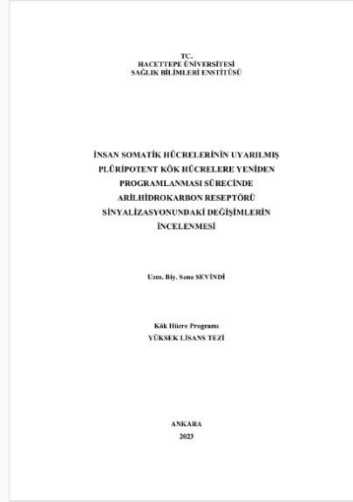 T.C.
HACETTEPE ÜNİVERSİTESİ
SAĞLIK BİLİMLERİ ENSTİTÜSÜ
İNSAN SOMATİK HÜCRELERİNİN UYARILMIŞ
PLÜRİPOTENT KÖK HÜCRELERE YENİDEN
PROGRAMLANMASI SÜRECİNDE
ARİLHİDROKARBON RESEPTÖRÜ
SİNYALİZASYONUNDAKİ DEĞİŞİMLERİN
İNCELENMESİ
Uzm. Biy. Sena SEVİNDİ
Kök Hücre Programı
YÜKSEK LİSANS TEZİ
ANKARA
2023